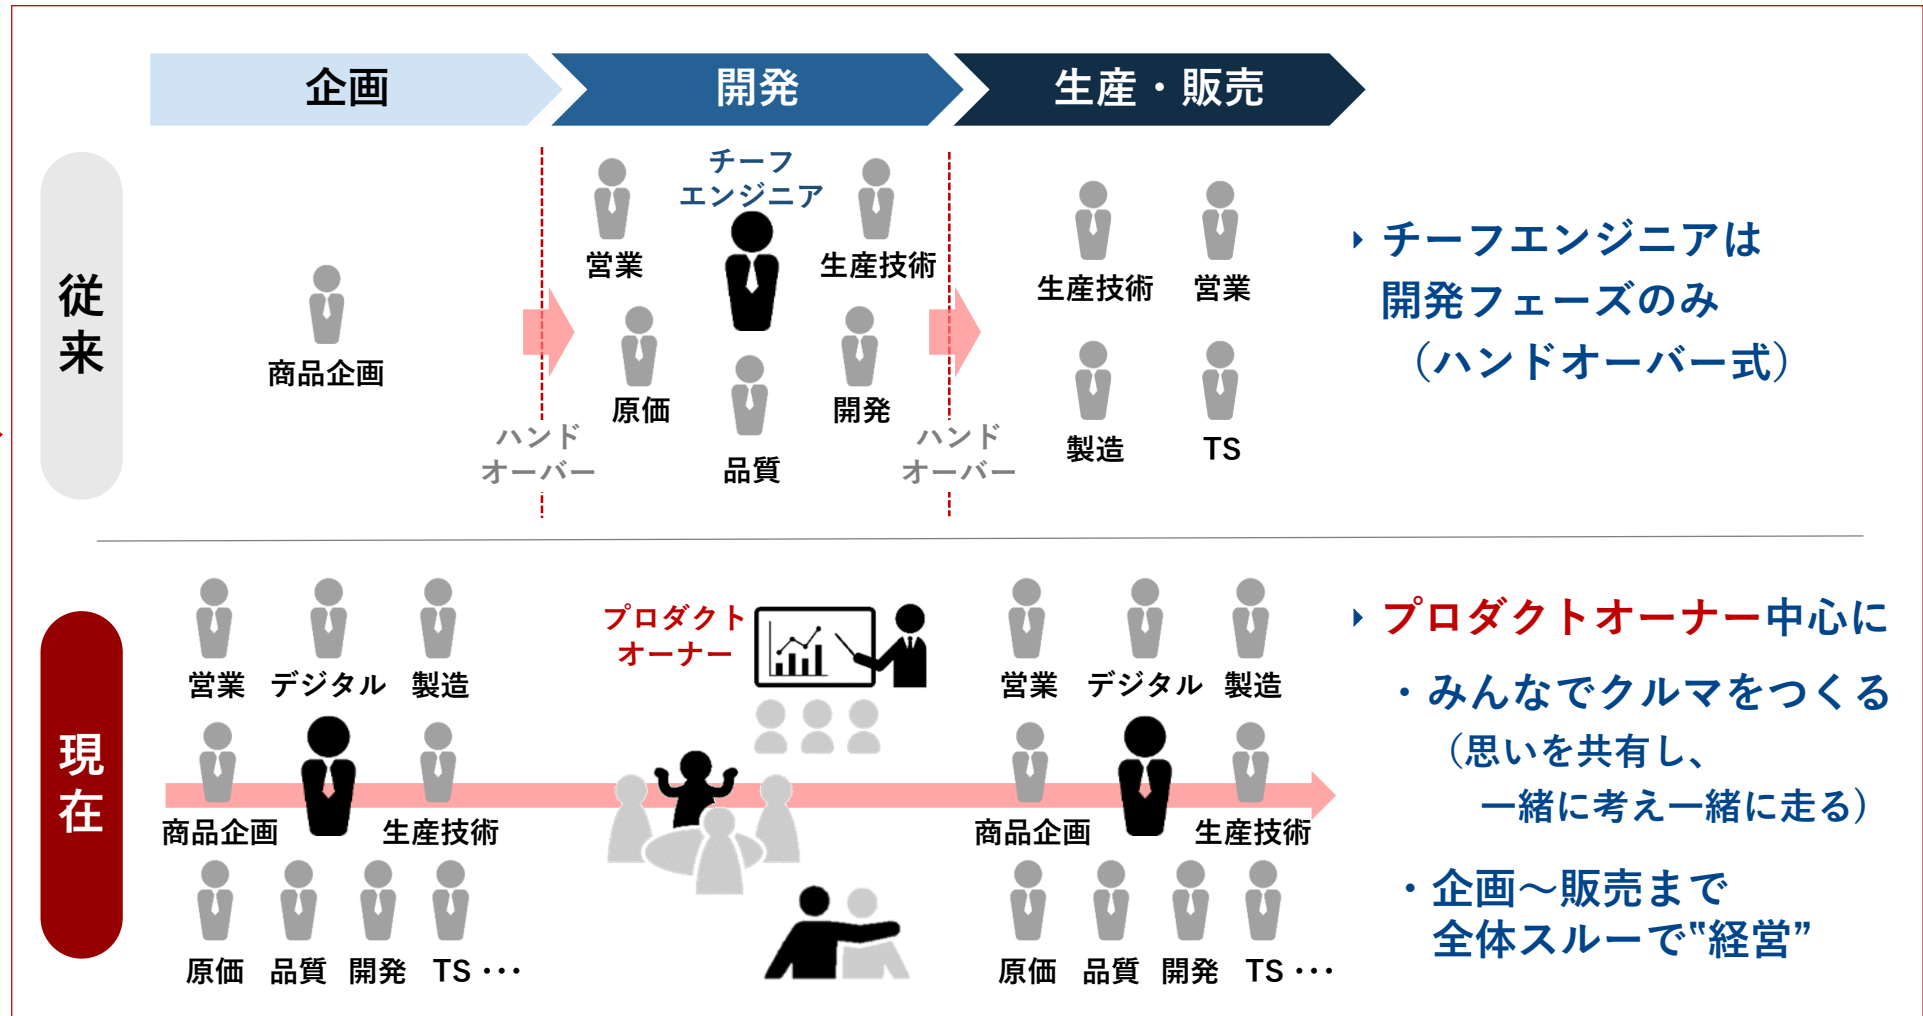 企画
開発
生産・販売
従来
商品企画
ハンド
オーバー
チーフ
エンジニア
営業
生産技術
原価
品質
開発
ハンド
オーバー
生産技術
営業
製造
TS
チーフエンジニアは
開発フェーズのみ
（ハンドオーバー式）
現在
営業 デジタル 製造
商品企画 生産技術
原価 品質 開発 TS ・・・
プロダクト
オーナー
営業 デジタル 製造
商品企画 生産技術
原価 品質 開発 TS ・・・
プロダクトオーナー中心に
・みんなでクルマをつくる
（思いを共有し、
一緒に考え一緒に走る）
・企画～販売まで
全体スルーで‟経営”